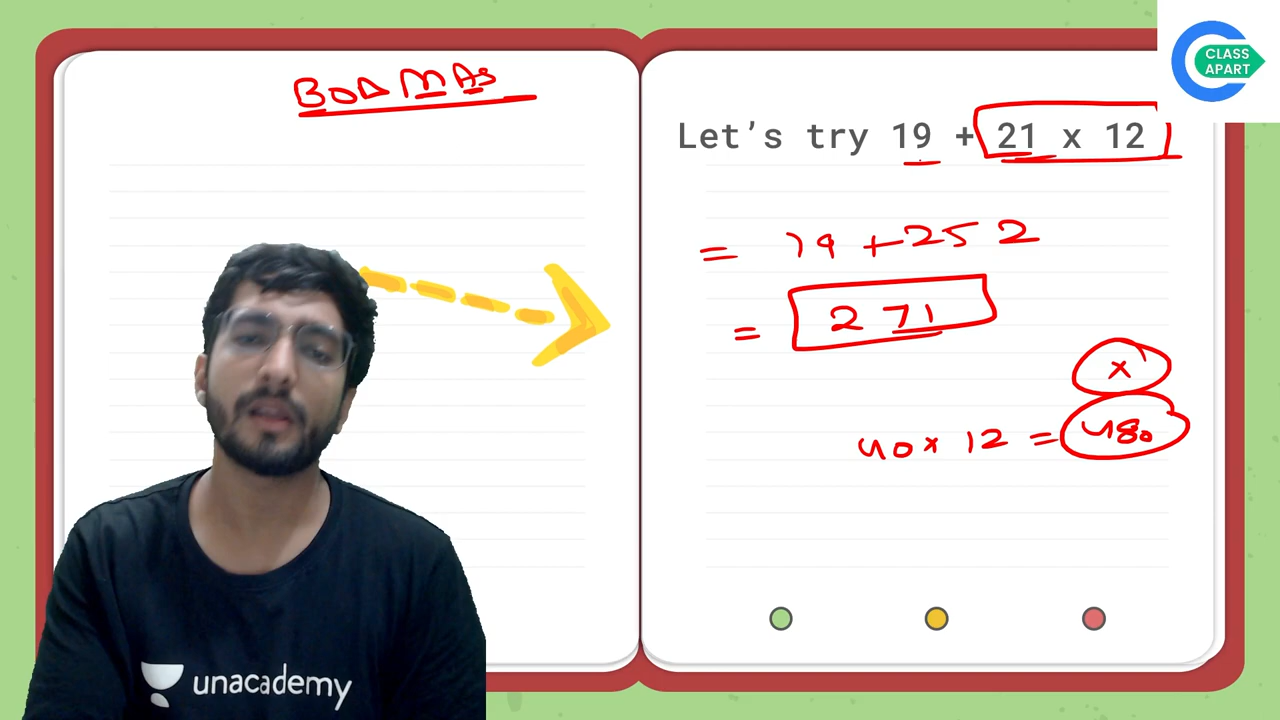 BODMAS
CLASS
APART
Let’s try 19 + 21 x 12
= 19 + 252
= 271
x
40 x 12 = 480
unacademy